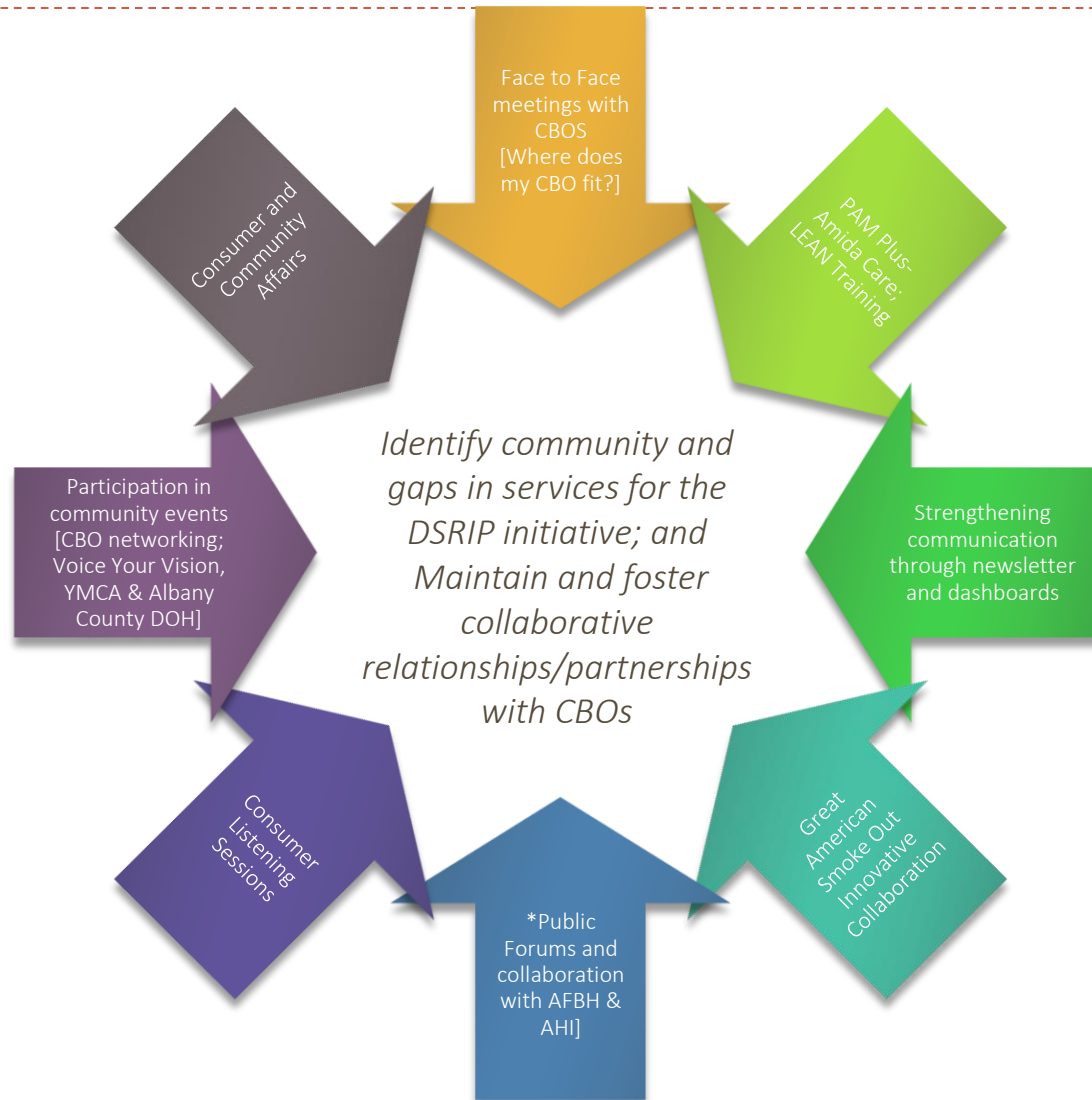 Face to Face
meetings with
CBOS
[Where does
my CBO fit?]
PAM Plus-
Amida Care;
LEAN Training
Strengthening
communication
through newsletter
and dashboards
Great
American
Smoke Out
Innovative
Collaboration
*Public
Forums and
collaboration
with AFBH &
AHI]
Consumer
Listening
Sessions
Participation in
community events
[CBO networking;
Voice Your Vision,
YMCA & Albany
County DOH]
Consumer and
Community
Affairs
Identify community and
gaps in services for the
DSRIP initiative; and
Maintain and foster
collaborative
relationships/partnerships
with CBOs